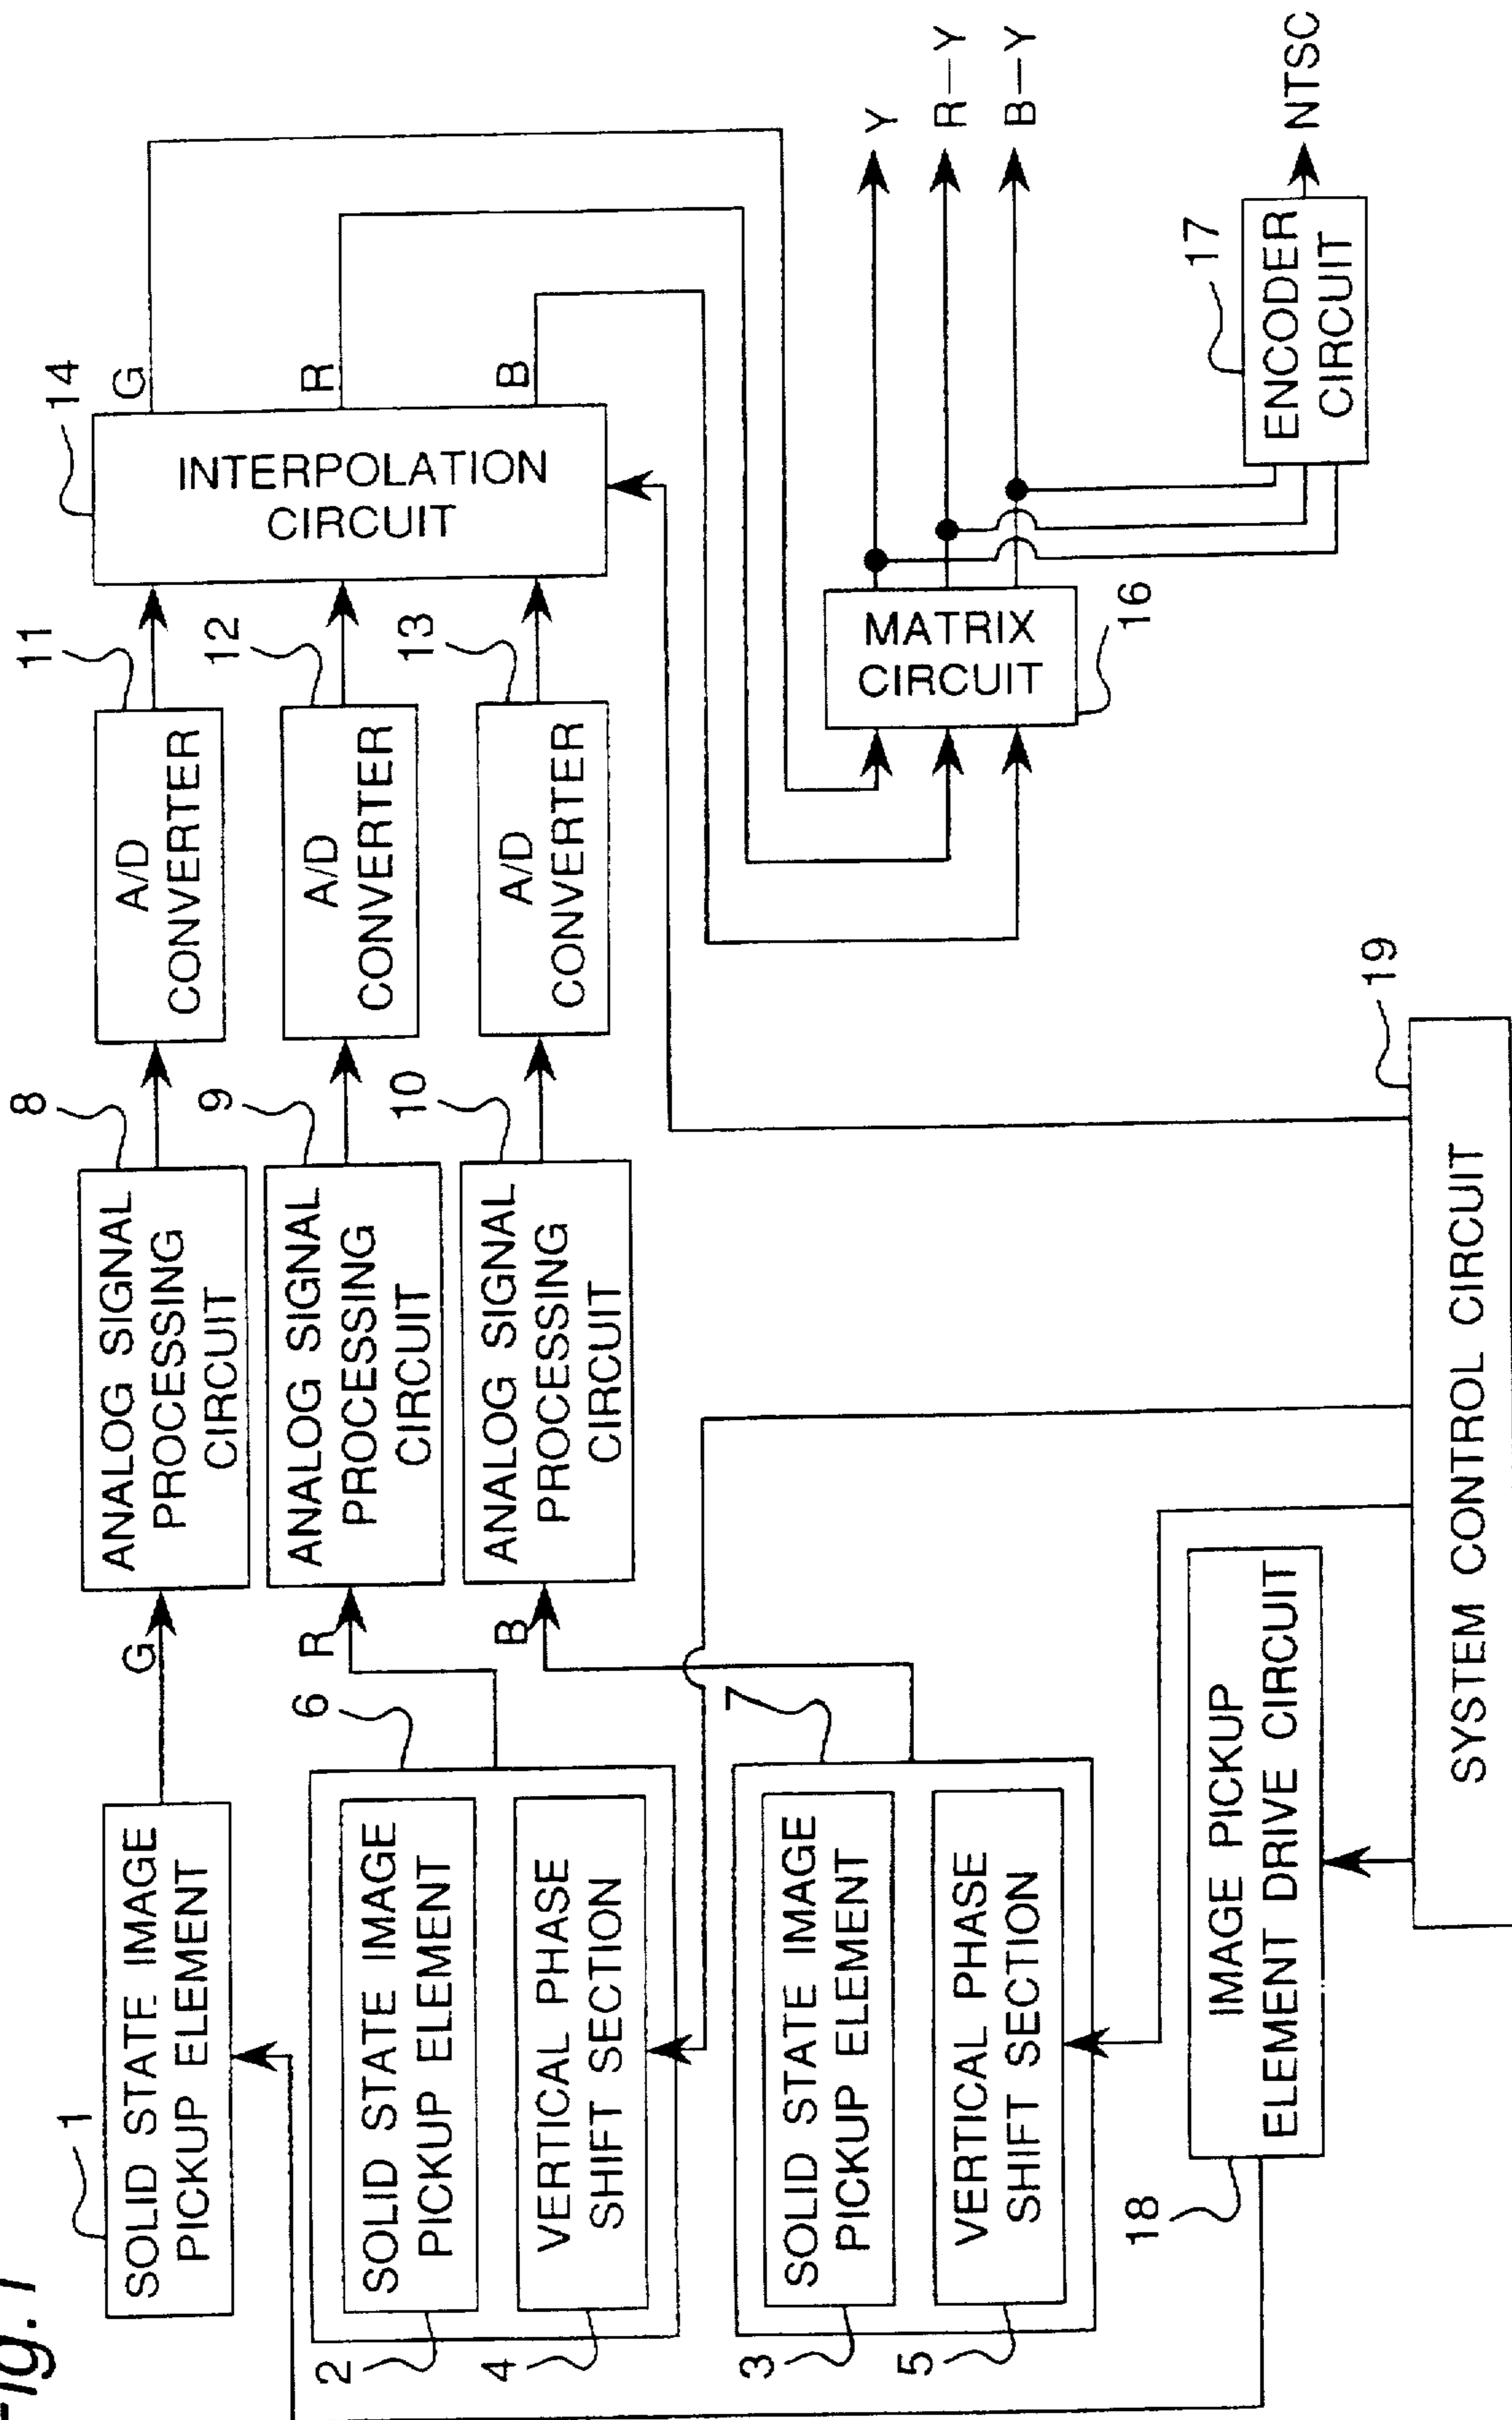 Fig.1
1
SOLID STATE IMAGE
PICKUP ELEMENT
G
8
ANALOG SIGNAL
PROCESSING
CIRCUIT
11
A/D
CONVERTER
14
INTERPOLATION
CIRCUIT
G
R
B
6
2
SOLID STATE IMAGE
PICKUP ELEMENT
4
VERTICAL PHASE
SHIFT SECTION
R
9
ANALOG SIGNAL
PROCESSING
CIRCUIT
12
A/D
CONVERTER
B
10
ANALOG SIGNAL
PROCESSING
CIRCUIT
13
A/D
CONVERTER
7
3
SOLID STATE IMAGE
PICKUP ELEMENT
5
VERTICAL PHASE
SHIFT SECTION
MATRIX
CIRCUIT
16
Y
R-Y
B-Y
17
ENCODER
CIRCUIT
NTSC
18
IMAGE PICKUP
ELEMENT DRIVE CIRCUIT
19
SYSTEM CONTROL CIRCUIT